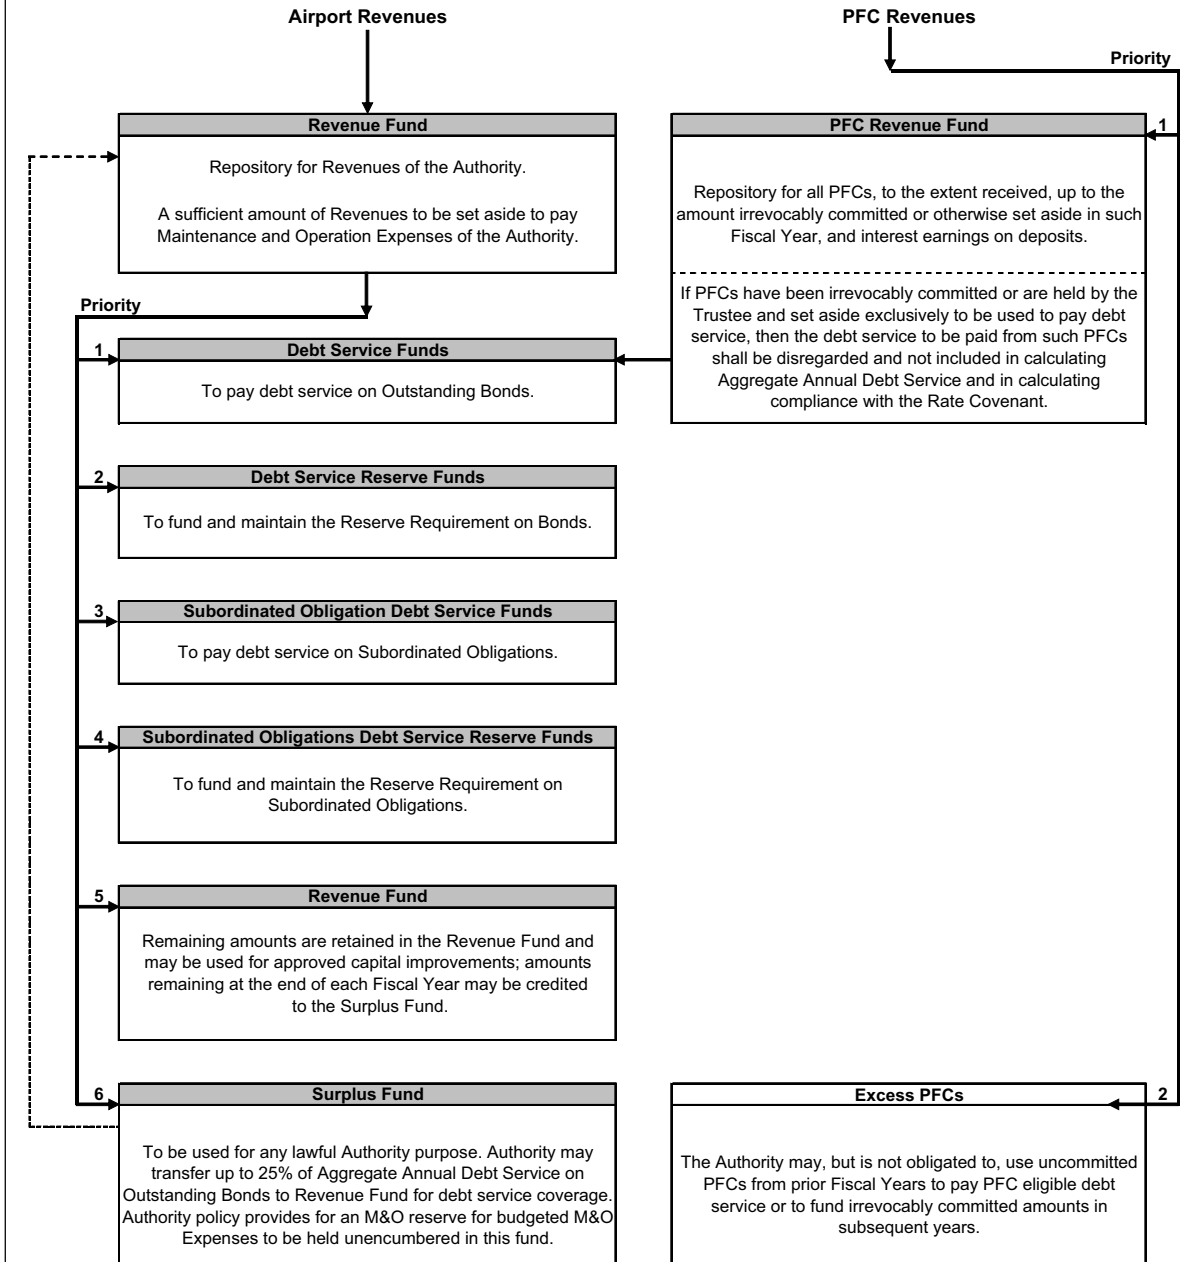 Airport Revenues
PFC Revenues
Priority
Revenue Fund
Repository for Revenues of the Authority.
A sufficient amount of Revenues to be set aside to pay
Maintenance and Operation Expenses of the Authority.
PFC Revenue Fund
1
Repository for all PFCs, to the extent received, up to the
amount irrevocably committed or otherwise set aside in such
Fiscal Year, and interest earnings on deposits.
If PFCs have been irrevocably committed or are held by the
Trustee and set aside exclusively to be used to pay debt
service, then the debt service to be paid from such PFCs
shall be disregarded and not included in calculating
Aggregate Annual Debt Service and in calculating
compliance with the Rate Covenant.
Priority
1
Debt Service Funds
To pay debt service on Outstanding Bonds.
2
Debt Service Reserve Funds
To fund and maintain the Reserve Requirement on Bonds.
3
Subordinated Obligation Debt Service Funds
To pay debt service on Subordinated Obligations.
4
Subordinated Obligations Debt Service Reserve Funds
To fund and maintain the Reserve Requirement on
Subordinated Obligations.
5
Revenue Fund
Remaining amounts are retained in the Revenue Fund and
may be used for approved capital improvements; amounts
remaining at the end of each Fiscal Year may be credited
to the Surplus Fund.
6
Surplus Fund
To be used for any lawful Authority purpose. Authority may
transfer up to 25% of Aggregate Annual Debt Service on
Outstanding Bonds to Revenue Fund for debt service coverage.
Authority policy provides for an M&O reserve for budgeted M&O
Expenses to be held unencumbered in this fund.
Excess PFCs
2
The Authority may, but is not obligated to, use uncommitted
PFCs from prior Fiscal Years to pay PFC eligible debt
service or to fund irrevocably committed amounts in
subsequent years.